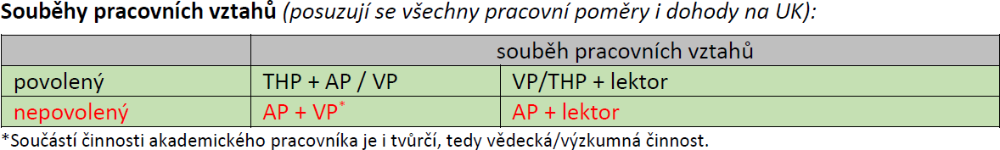 Souběhy pracovních vztahů (posuzují se všechny pracovní poměry i dohody na UK):
souběh pracovních vztahů
povolený THP + AP / VP VP/THP + lektor
nepovolený AP + VP* AP + lektor
*Součástí činnosti akademického pracovníka je i tvůrčí, tedy vědecká/výzkumná činnost.